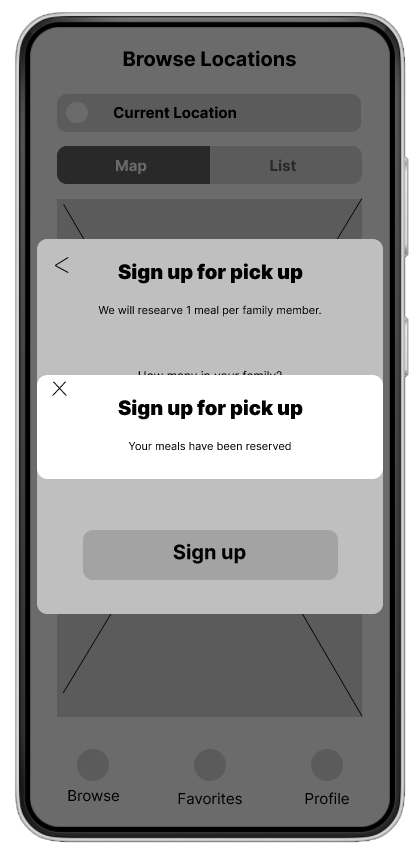 Browse Locations
Current Location
Map
List
Sign up for pick up
We will researve 1 meal per family member.
How many in your family?
Sign up for pick up
Your meals have been reserved
Sign up
Browse
Favorites
Profile